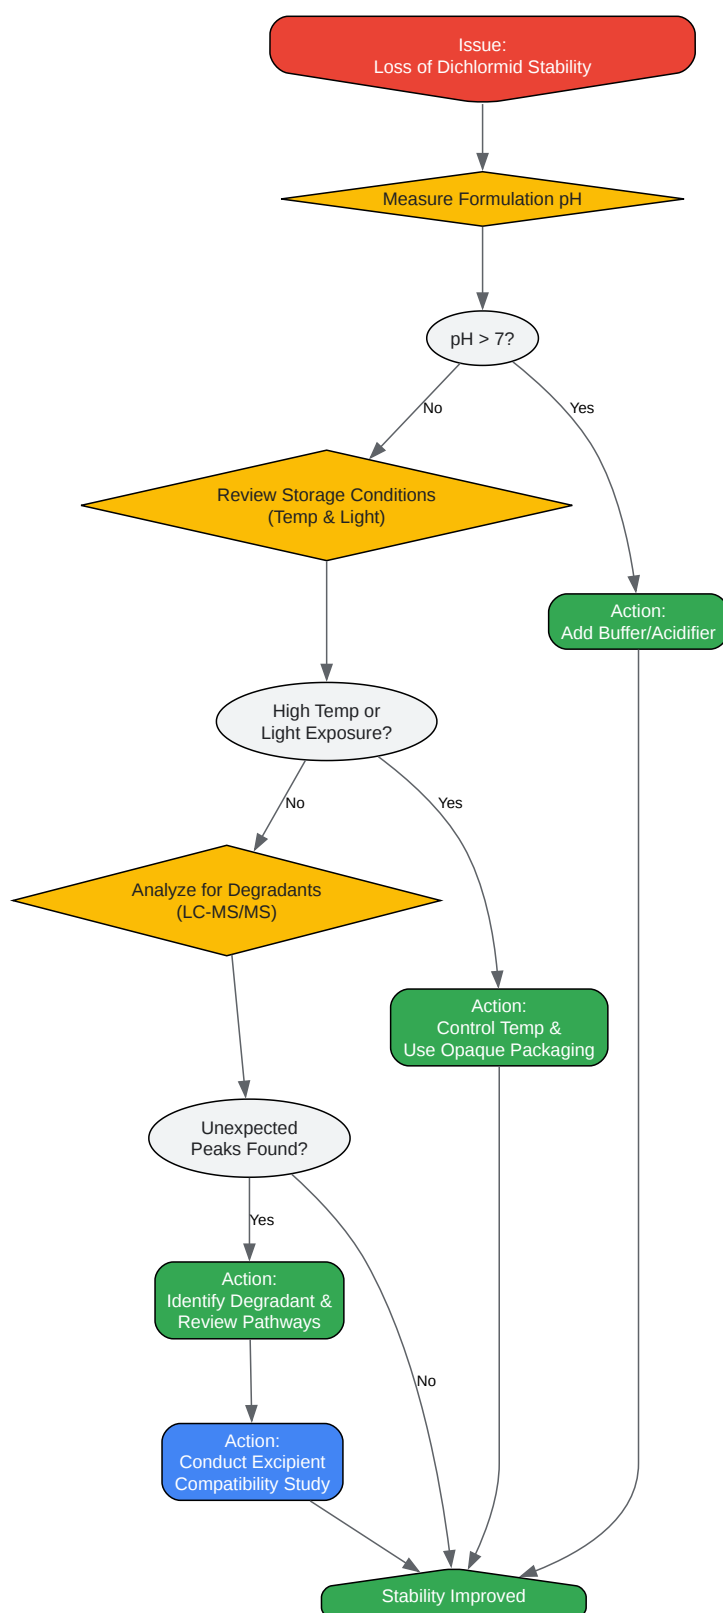 Issue:
Loss of Dichlormid Stability
Measure Formulation pH
pH > 7?
No
Yes
Review Storage Conditions
(Temp & Light)
Action:
Add Buffer/Acidifier
High Temp or
Light Exposure?
No
Yes
Analyze for Degradants
(LC-MS/MS)
Action:
Control Temp &
Use Opaque Packaging
Unexpected
Peaks Found?
Yes
Action:
Identify Degradant &
Review Pathways
No
Action:
Conduct Excipient
Compatibility Study
Stability Improved